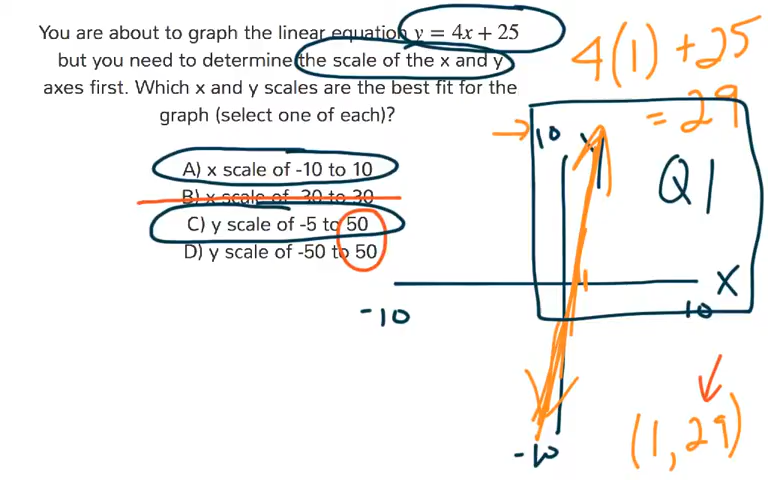 You are about to graph the linear equation y = 4x + 25
but you need to determine the scale of the x and y
axes first. Which x and y scales are the best fit for the
graph (select one of each)?
A) x scale of -10 to 10
B) x scale of -30 to 30
C) y scale of -5 to 50
D) y scale of -50 to 50
4(1) + 25
= 29
10
Y
Q1
X
-10
10
-10
(1, 29)